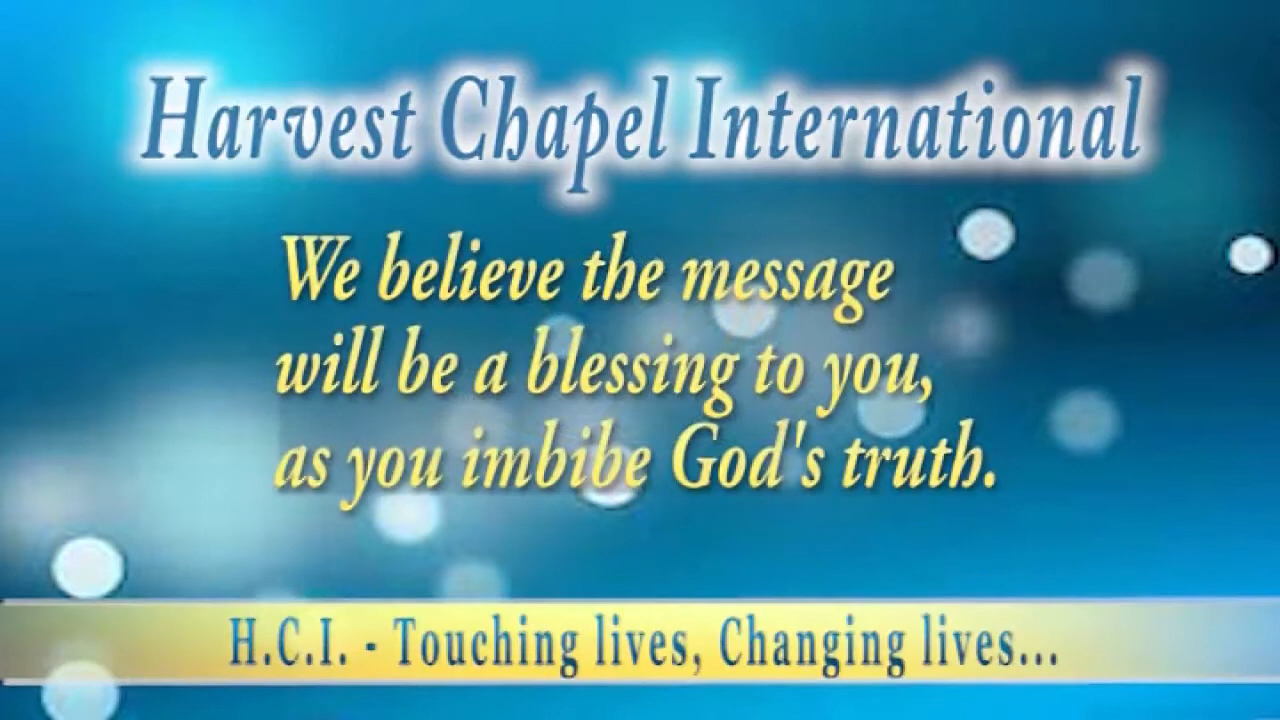 Harvest Chapel International
We believe the message
will be a blessing to you,
as you imbibe God's truth.
H.C.I. - Touching lives, Changing lives...